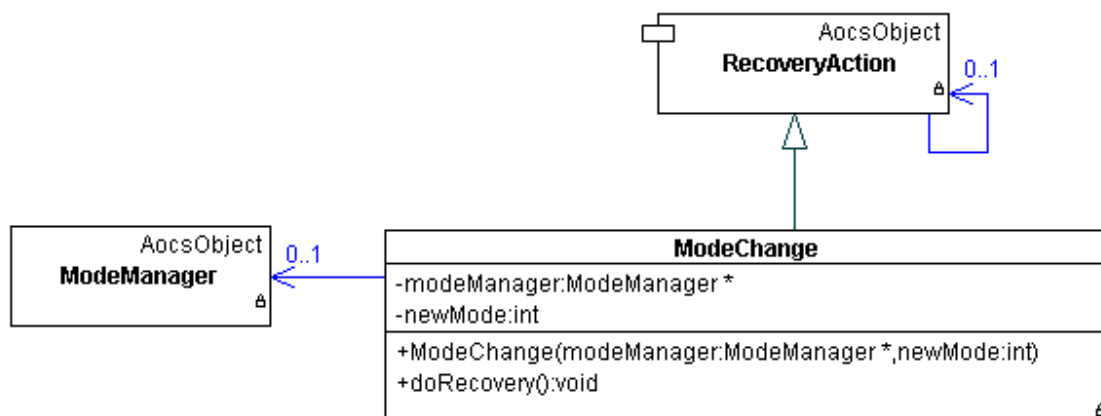 AocsObject
RecoveryAction
0..1
AocsObject
ModeManager
0..1
ModeChange
-modeManager:ModeManager *
-newMode:int
+ModeChange(modeManager:ModeManager *,newMode:int)
+doRecovery():void